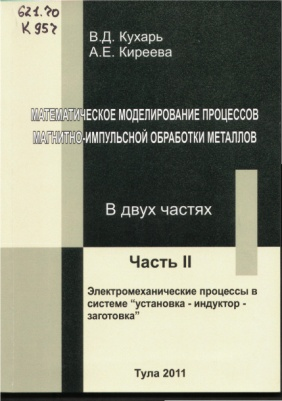 621.70
К 957
В.Д. Кухарь
А.Е. Киреева
МАТЕМАТИЧЕСКОЕ МОДЕЛИРОВАНИЕ ПРОЦЕССОВ
МАГНИТНО-ИМПУЛЬСНОЙ ОБРАБОТКИ МЕТАЛЛОВ
В двух частях
Часть II
Электромеханические процессы в
системе “установка - индуктор -
заготовка”
Тула 2011